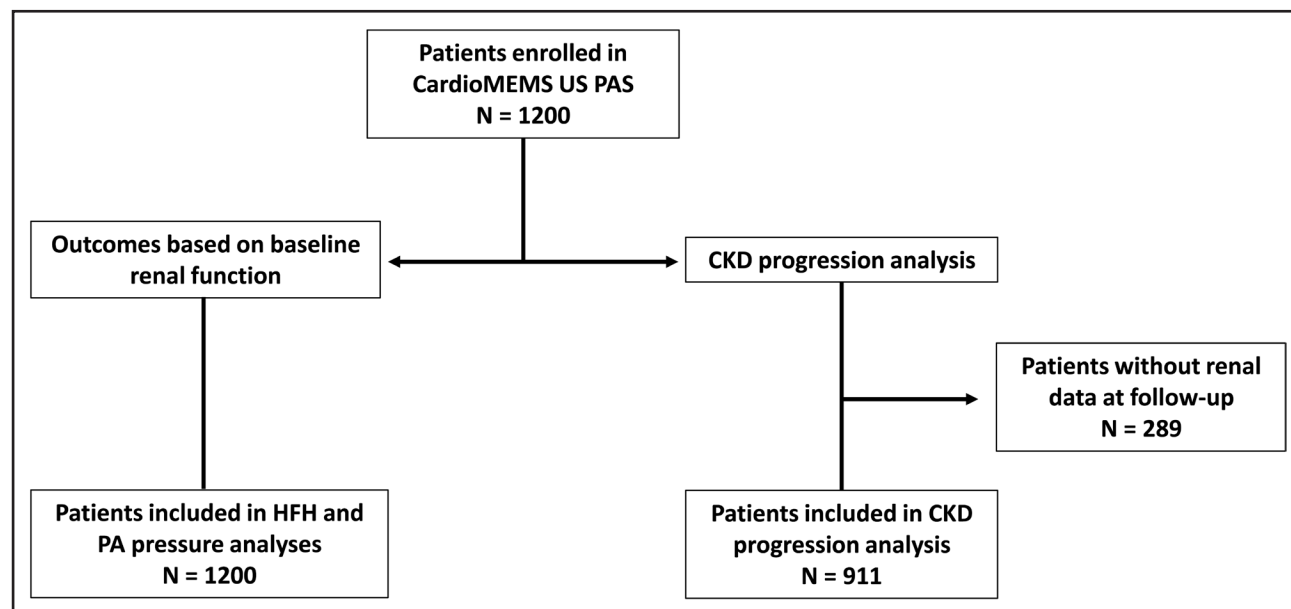 Patients enrolled in
CardioMEMS US PAS
N = 1200
Outcomes based on baseline
renal function
CKD progression analysis
Patients without renal
data at follow-up
N = 289
Patients included in HFH and
PA pressure analyses
N = 1200
Patients included in CKD
progression analysis
N = 911